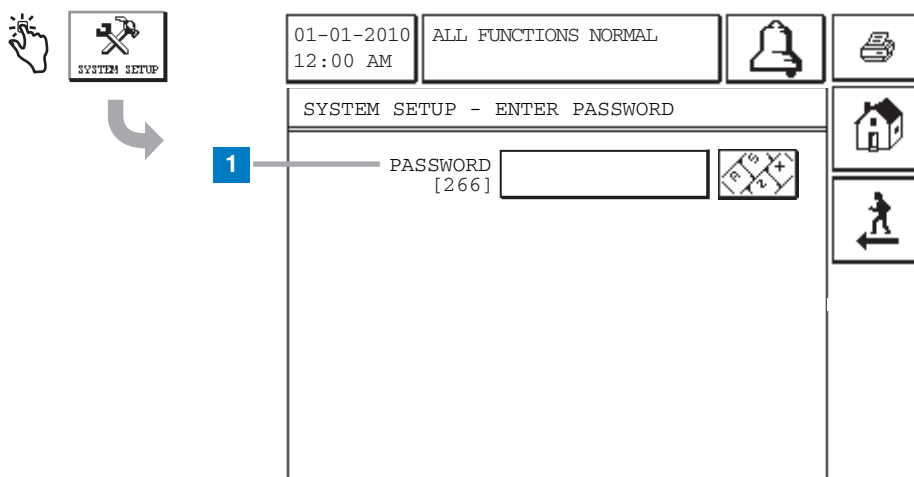 SYSTEM SETUP
01-01-2010
12:00 AM
ALL FUNCTIONS NORMAL
SYSTEM SETUP - ENTER PASSWORD
1
PASSWORD
[266]
A S +
a z